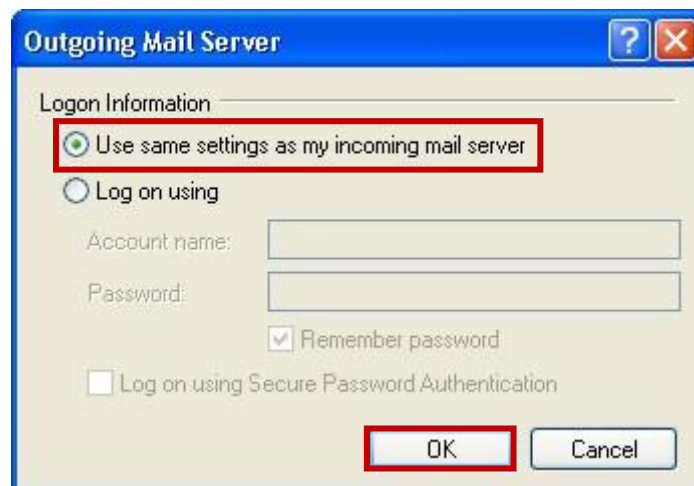 Outgoing Mail Server
?
Logon Information
Use same settings as my incoming mail server
Log on using
Account name:
Password:
Remember password
Log on using Secure Password Authentication
OK Cancel